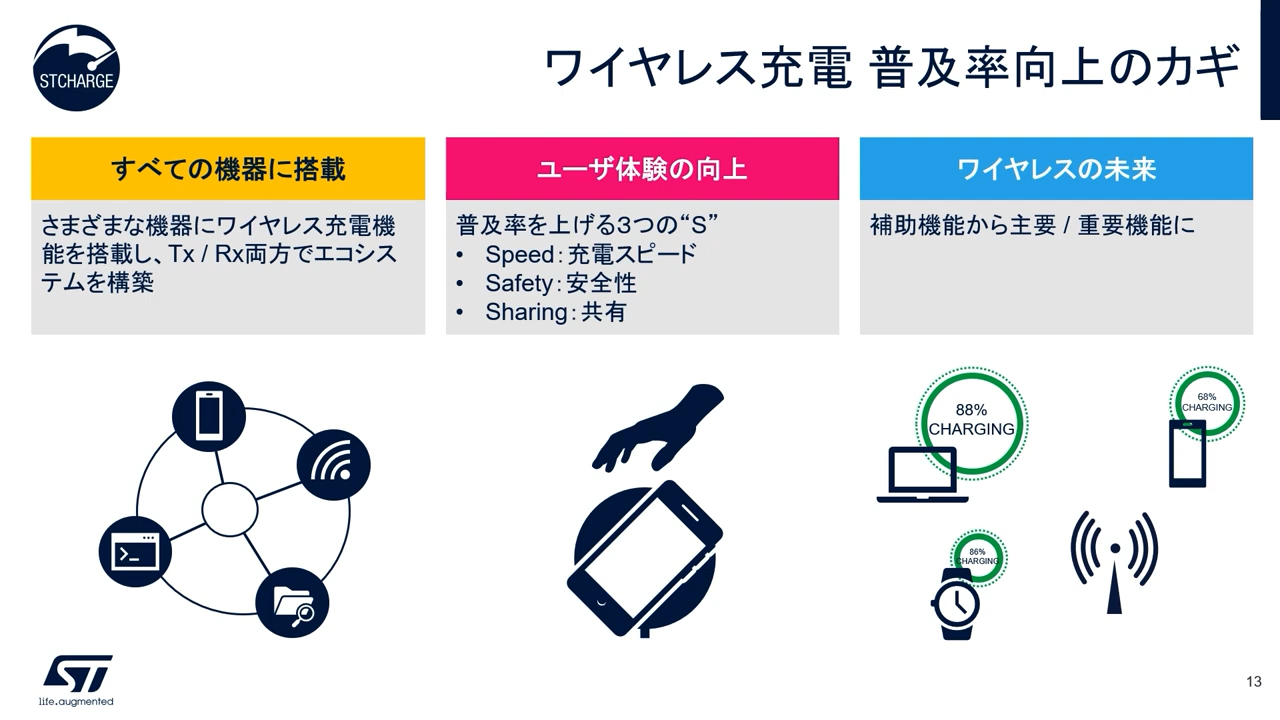 STCHARGE
ワイヤレス充電 普及率向上のカギ
すべての機器に搭載
さまざまな機器にワイヤレス充電機
能を搭載し、Tx / Rx両方でエコシス
テムを構築
ユーザ体験の向上
普及率を上げる3つの“S”
• Speed：充電スピード
• Safety：安全性
• Sharing：共有
ワイヤレスの未来
補助機能から主要 / 重要機能に
88%
CHARGING
68%
CHARGING
86%
CHARGING
ST
life.augmented
13